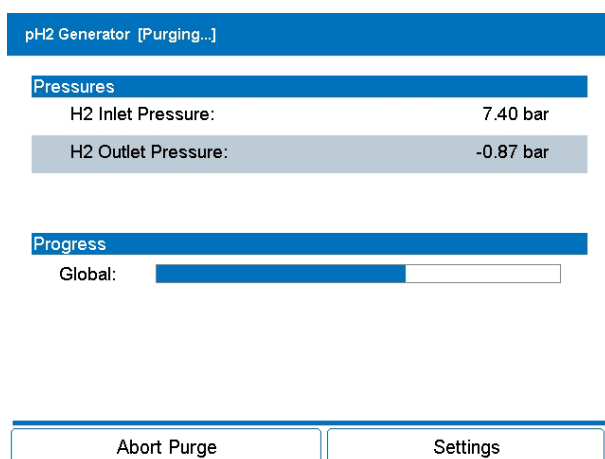 pH2 Generator [Purging...]
Pressures
H2 Inlet Pressure: 7.40 bar
H2 Outlet Pressure: -0.87 bar
Progress
Global:
Abort Purge Settings